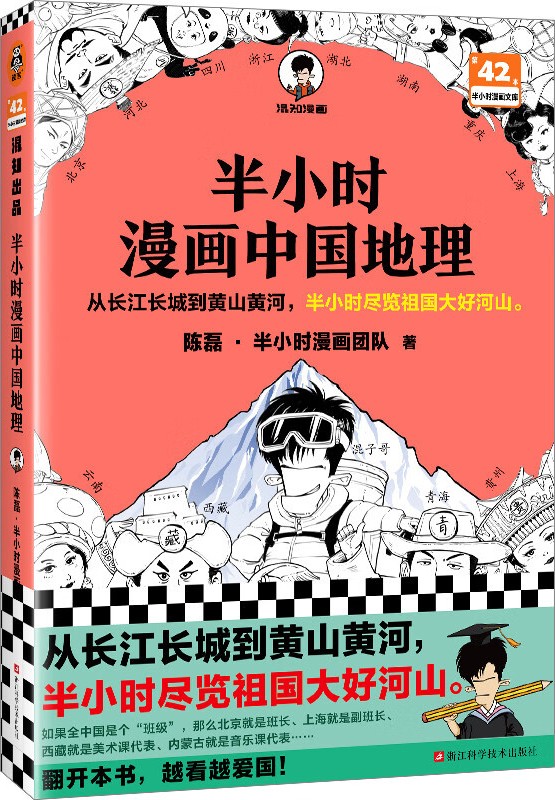 第42本
半小时漫画文库
混知漫画
北京
河北
四川
浙江
湖北
湖南
重庆
上海
半小时
漫画中国地理
从长江长城到黄山黄河，半小时尽览祖国大好河山。
陈磊·半小时漫画团队 著
混子哥
云南
西藏
青海
贵州
藏
青
从长江长城到黄山黄河，
半小时尽览祖国大好河山。
如果全中国是个“班级”，那么北京就是班长、上海就是副班长、
西藏就是美术课代表、内蒙古就是音乐课代表……
翻开本书，越看越爱国！
浙江科学技术出版社
第42本
混知出品
半小时漫画中国地理
陈磊·半小时漫画